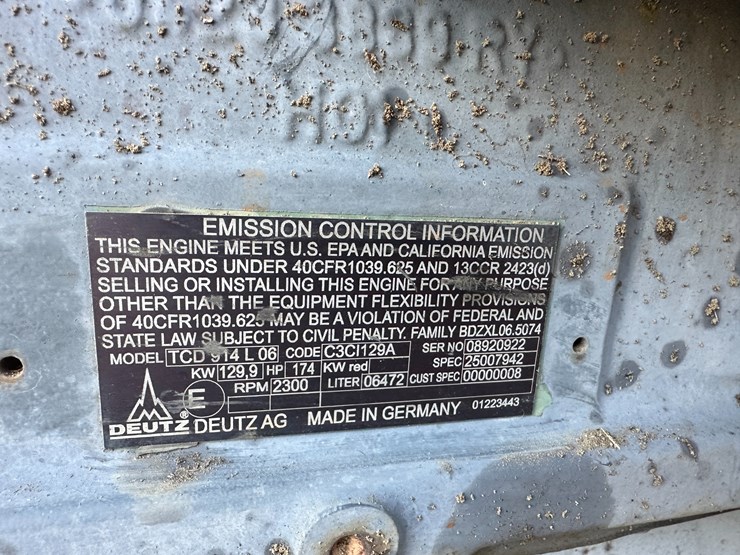 EMISSION CONTROL INFORMATION
THIS ENGINE MEETS U.S. EPA AND CALIFORNIA EMISSION
STANDARDS UNDER 40CFR1039.625 AND 13CCR 2423(d)
SELLING OR INSTALLING THIS ENGINE FOR ANY PURPOSE
OTHER THAN THE EQUIPMENT FLEXIBILITY PROVISIONS
OF 40CFR1039.625 MAY BE A VIOLATION OF FEDERAL AND
STATE LAW SUBJECT TO CIVIL PENALTY. FAMILY BDZXL06.5074
MODEL TCD 914 L 06 CODE C3CI129A SER NO 08920922
KW 129,9 HP 174 KW red SPEC 25007942
E RPM 2300 LITER 06472 CUST SPEC 00000008
DEUTZ ® DEUTZ AG MADE IN GERMANY 01223443